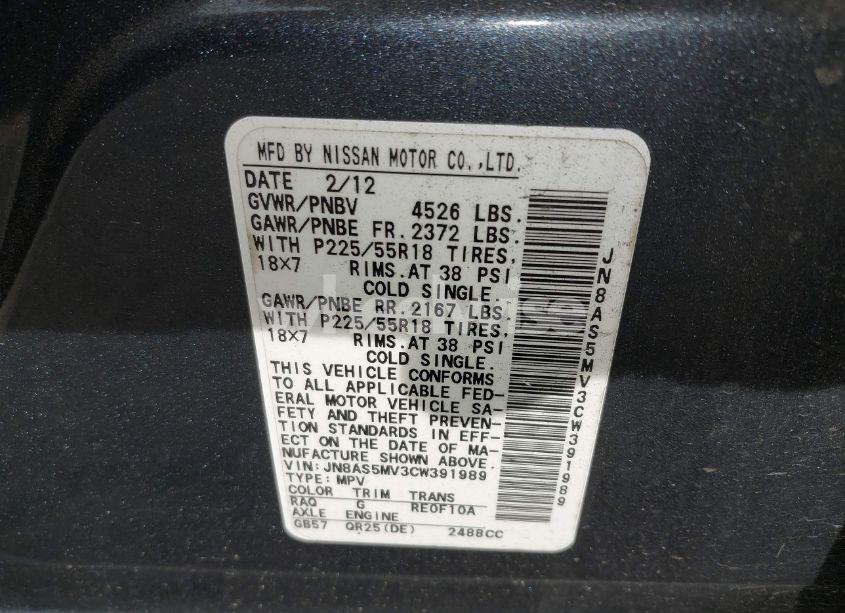 MFD BY NISSAN MOTOR CO.,LTD.
DATE 2/12
GVWR/PNBV 4526 LBS.
GAWR/PNBE FR. 2372 LBS.
WITH P225/55R18 TIRES,
18X7 RIMS.AT 38 PSI
COLD SINGLE.
GAWR/PNBE RR. 2167 LBS.
WITH P225/55R18 TIRES,
18X7 RIMS.AT 38 PSI
COLD SINGLE.
THIS VEHICLE CONFORMS
TO ALL APPLICABLE FED-
ERAL MOTOR VEHICLE SA-
FETY AND THEFT PREVEN-
TION STANDARDS IN EFF-
ECT ON THE DATE OF MA-
NUFACTURE SHOWN ABOVE.
VIN: JN8AS5MV3CW391989
TYPE: MPV
COLOR TRIM TRANS
RAQ G RE0F10A
AXLE ENGINE
GB57 QR25(DE) 2488CC
JN8AS5MV3CW391989